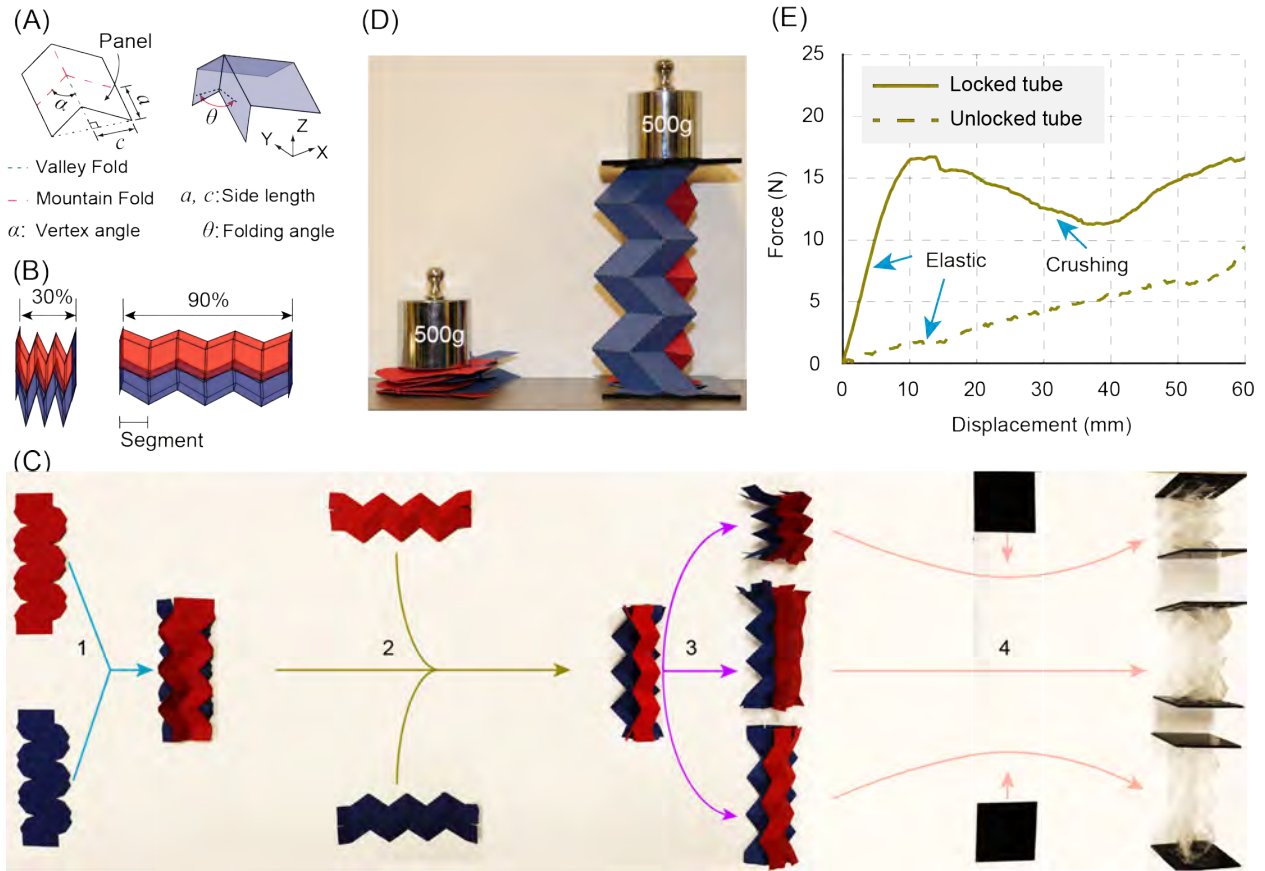 (A)
Panel
α
a
c
θ
Z
Y
X
Valley Fold
Mountain Fold
a, c:Side length
α: Vertex angle
θ:Folding angle
(B)
30%
90%
Segment
(C)
1
2
3
4
(D)
500g
500g
(E)
Force (N)
25
20
15
10
5
0
Locked tube
Unlocked tube
Elastic
Crushing
0
10
20
30
40
50
60
Displacement (mm)